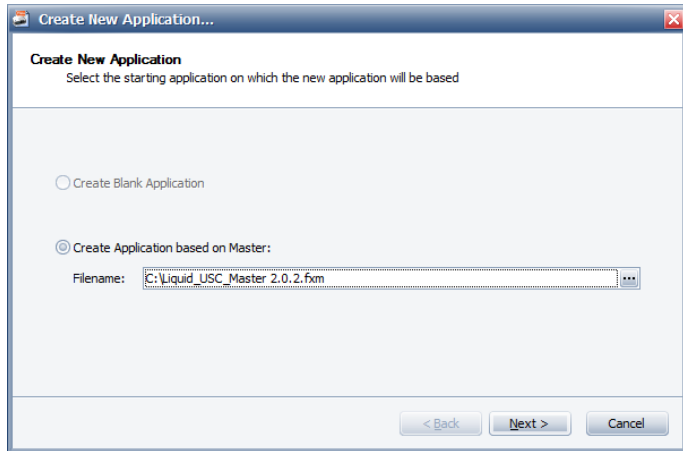 Create New Application...
Create New Application
Select the starting application on which the new application will be based
Create Blank Application
Create Application based on Master:
Filename: C:\Liquid_USC_Master 2.0.2.fxm ...
< Back Next > Cancel